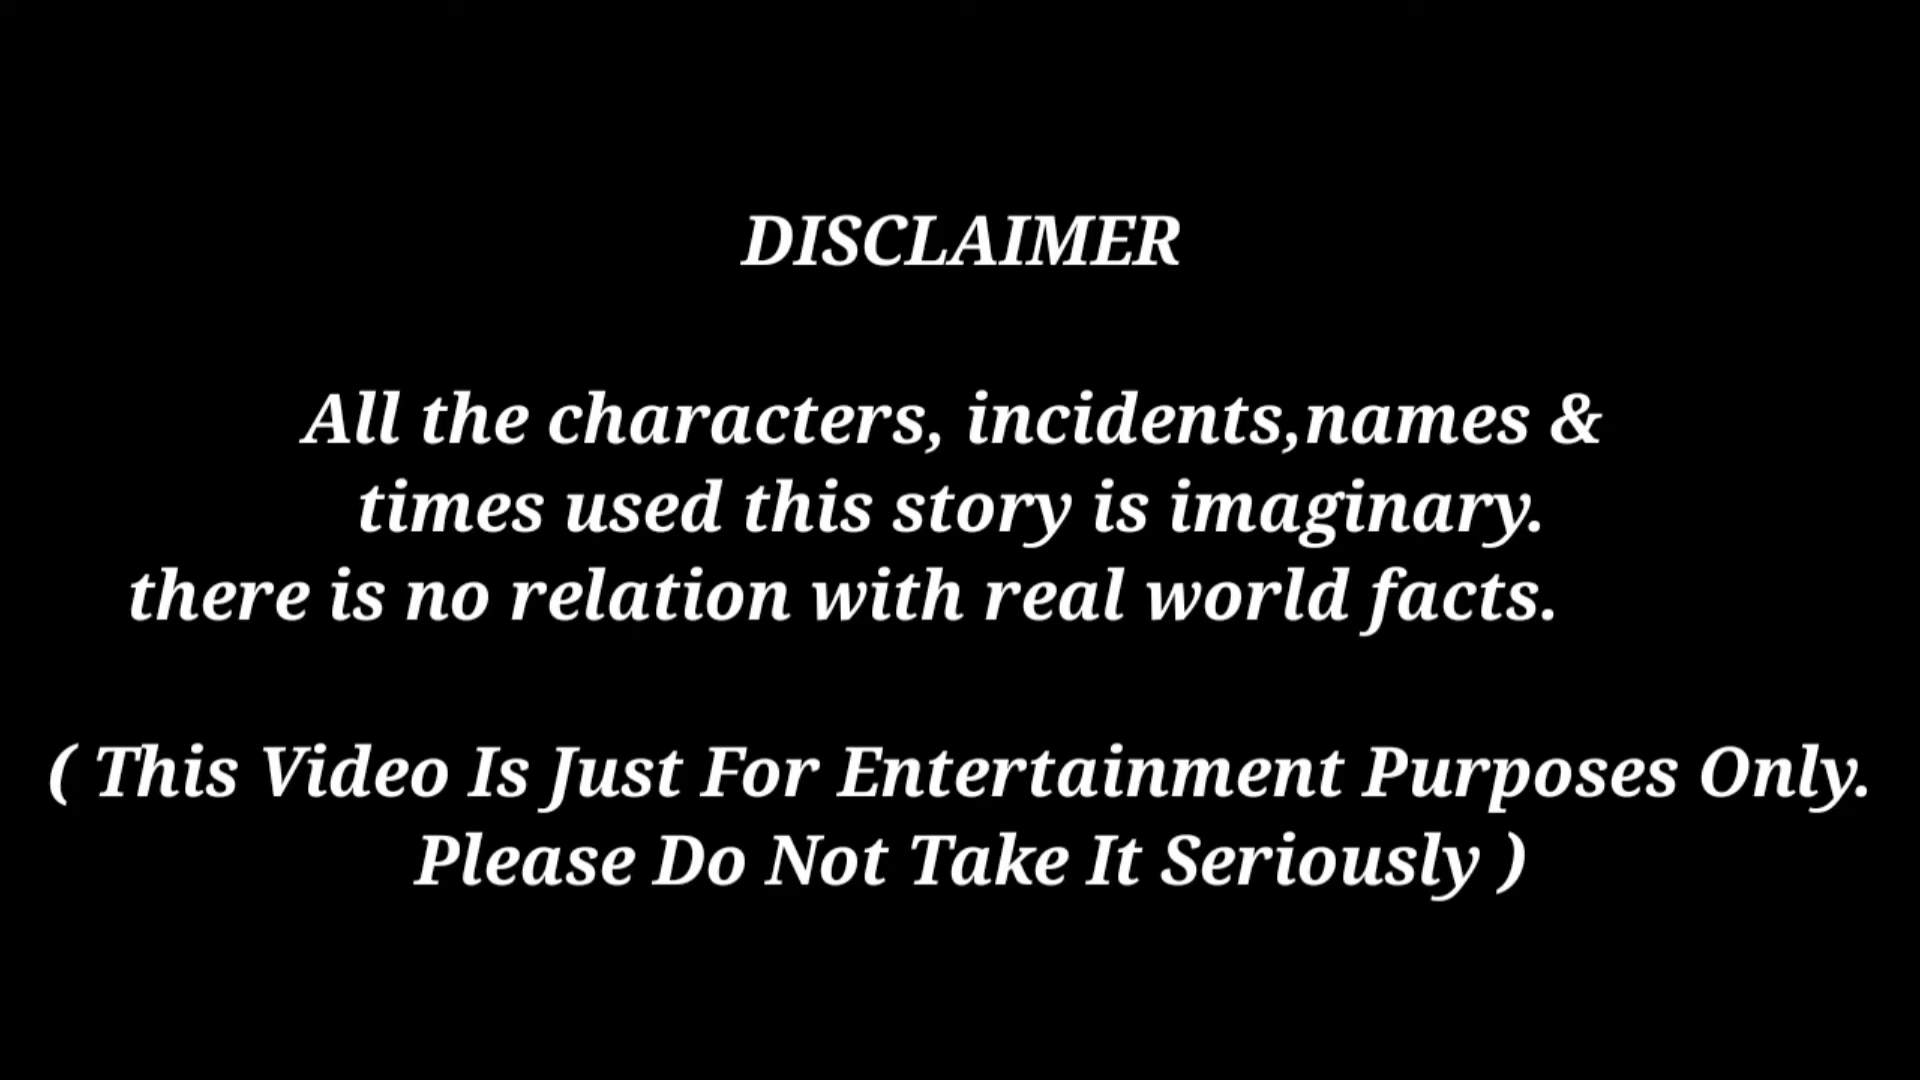 DISCLAIMER
All the characters, incidents,names &
times used this story is imaginary.
there is no relation with real world facts.
( This Video Is Just For Entertainment Purposes Only.
Please Do Not Take It Seriously )